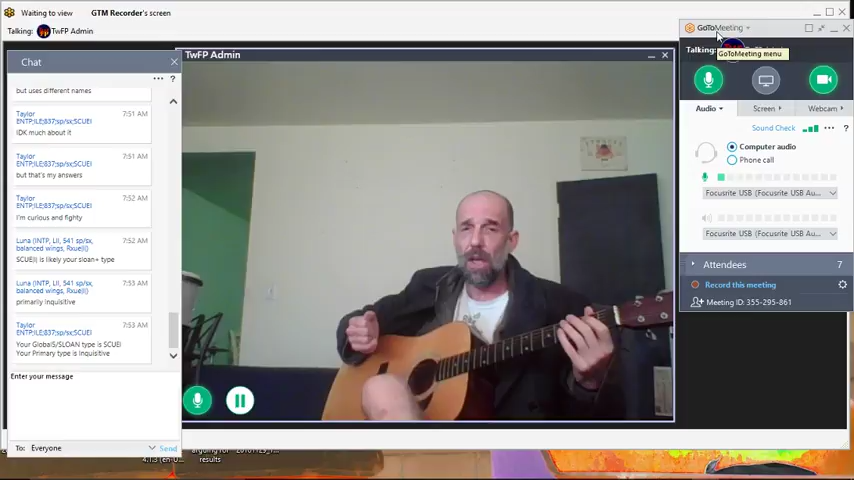 Waiting to view
GTM Recorder's screen
Talking:
TwFP Admin
Chat
but uses different names
Taylor
7:51 AM
ENTP;ILE;837;sp/sx;SCUEI
IDK much about it
Taylor
7:51 AM
ENTP;ILE;837;sp/sx;SCUEI
but that's my answers
Taylor
7:52 AM
ENTP;ILE;837;sp/sx;SCUEI
I'm curious and fighty
Luna (INTP, LII, 541 sp/sx,
7:52 AM
balanced wings, Rxue|i|)
SCUE|i| is likely your sloan+ type
Luna (INTP, LII, 541 sp/sx,
7:53 AM
balanced wings, Rxue|i|)
primarily inquisitive
Taylor
7:53 AM
ENTP;ILE;837;sp/sx;SCUEI
Your Global5/SLOAN type is SCUEI
Your Primary type is Inquisitive
Enter your message
To:
Everyone
Send
TwFP Admin
GoToMeeting
Talking:
GoToMeeting menu
Audio
Screen
Webcam
Sound Check
?
Computer audio
Phone call
Focusrite USB (Focusrite USB Au...
Focusrite USB (Focusrite USB Au...
Attendees
7
Record this meeting
Meeting ID: 355-295-861
results